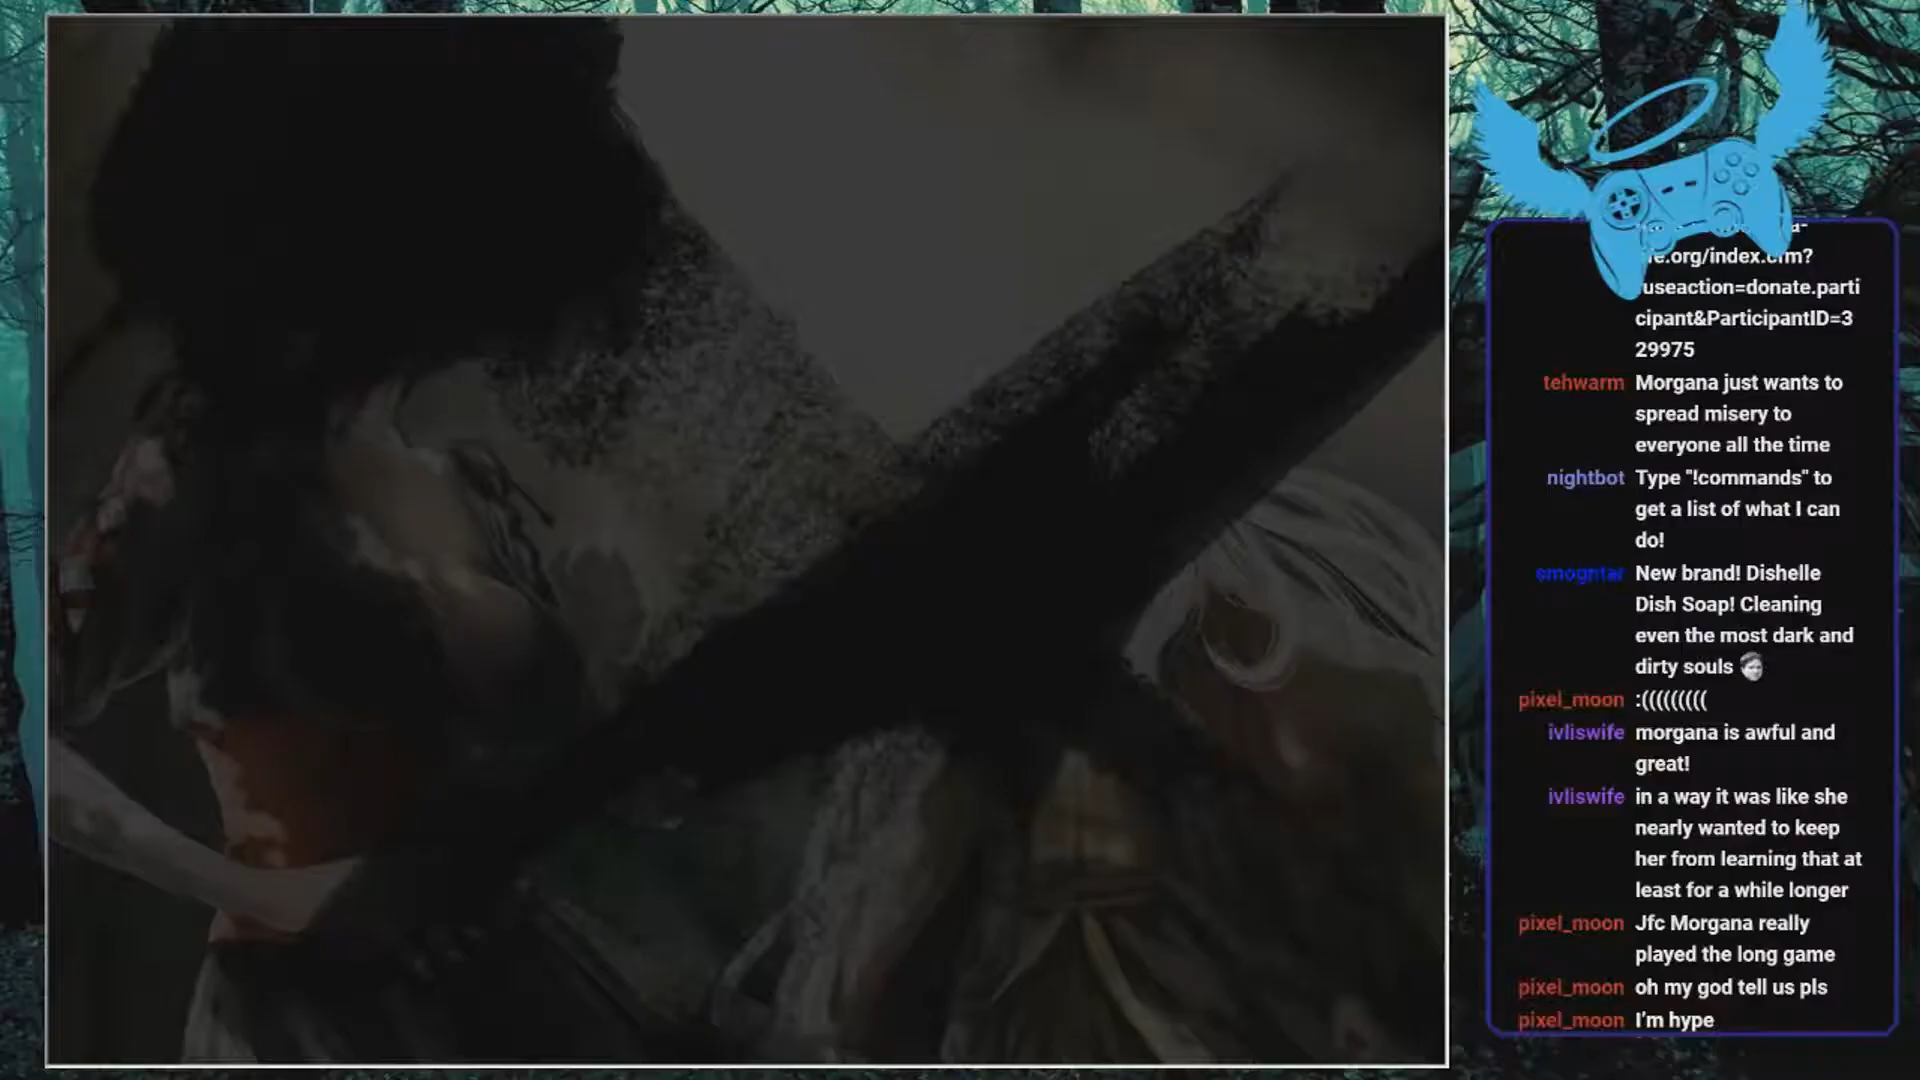 .org/index.cfm?
useaction=donate.parti
cipant&ParticipantID=3
29975
tehwarm Morgana just wants to
spread misery to
everyone all the time
nightbot Type "!commands" to
get a list of what I can
do!
smogntar New brand! Dishelle
Dish Soap! Cleaning
even the most dark and
dirty souls
pixel_moon :(((((((((
ivliswife morgana is awful and
great!
ivliswife in a way it was like she
nearly wanted to keep
her from learning that at
least for a while longer
pixel_moon Jfc Morgana really
played the long game
pixel_moon oh my god tell us pls
pixel_moon I'm hype